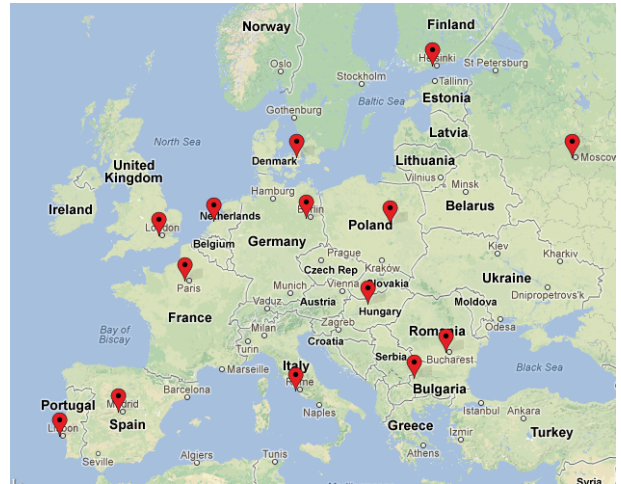 Norway
Finland
Oslo
Helsinki
St Petersburg
Stockholm
Tallinn
Baltic Sea
Estonia
Gothenburg
Latvia
North Sea
Moscow
Denmark
Lithuania
United
Kingdom
Vilnius
Minsk
Hamburg
Ireland
Netherlands
Berlin
Belarus
London
Poland
Belgium
Germany
Kiev
Kharkiv
Prague
Kraków
Czech Rep
Paris
Munich
Vienna
Slovakia
Ukraine
Dnipropetrovs'k
Vaduz
Austria
Moldova
Hungary
France
Zagreb
Odesa
Bay of
Biscay
Milan
Romania
Turin
Croatia
Serbia
Bucharest
Italy
Marseille
Black Sea
Rome
Bulgaria
Barcelona
Portugal
Madrid
Naples
Istanbul
Ankara
Spain
Greece
Lisbon
Izmir
Turkey
Athens
Seville
Algiers
Tunis
Syria